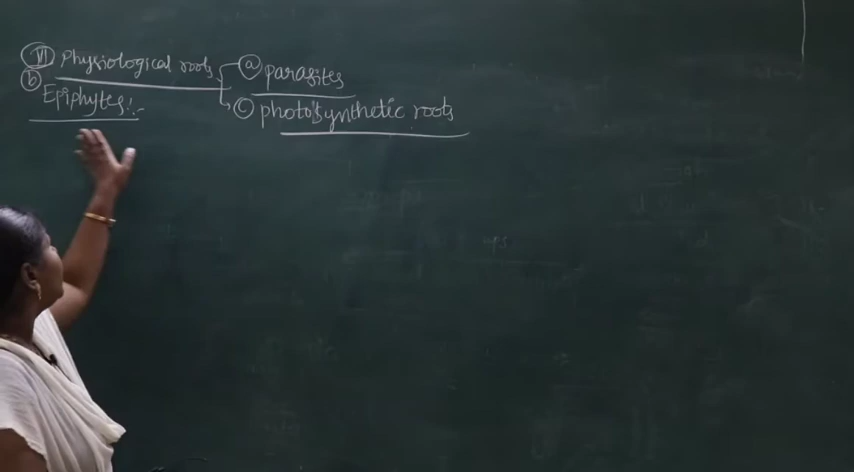 VI physiological roots
a parasites
b Epiphytes:-
c photosynthetic roots